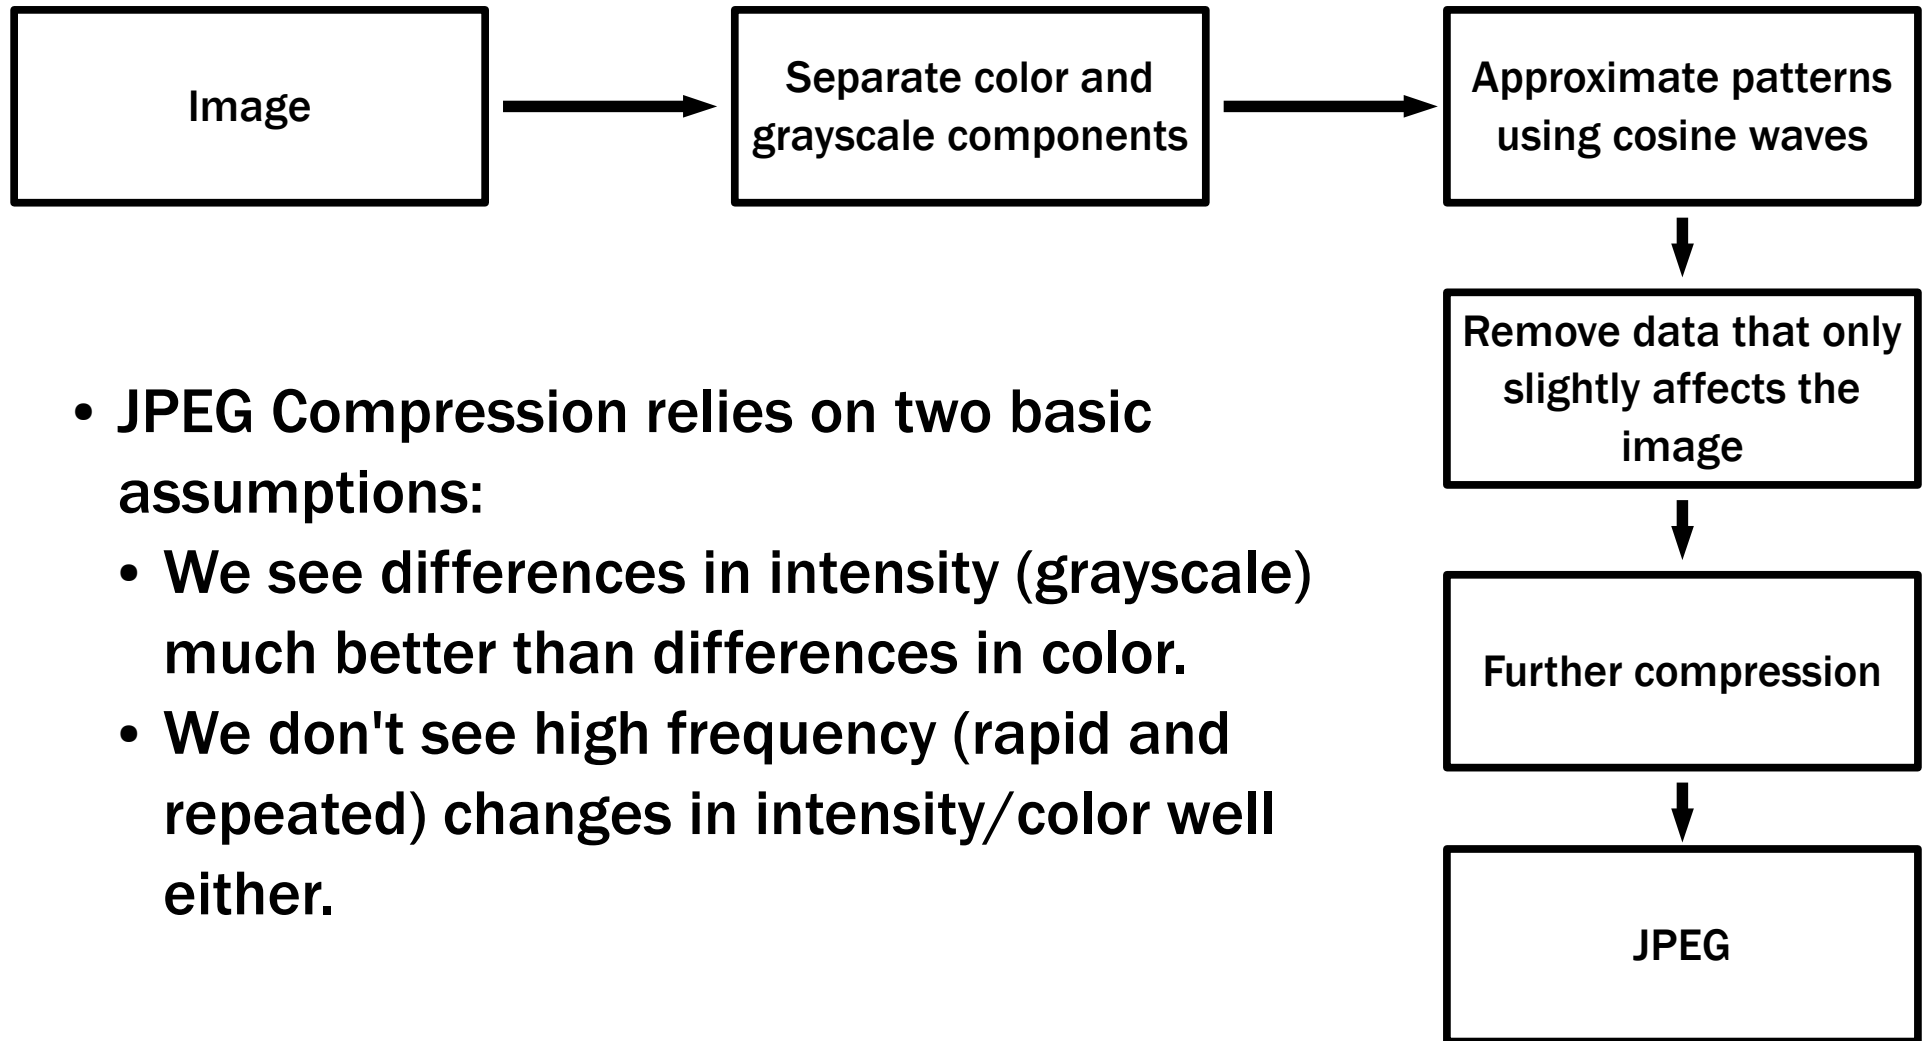 Image
Separate color and
grayscale components
Approximate patterns
using cosine waves
Remove data that only
slightly affects the
image
Further compression
JPEG
• JPEG Compression relies on two basic
assumptions:
• We see differences in intensity (grayscale)
much better than differences in color.
• We don't see high frequency (rapid and
repeated) changes in intensity/color well
either.